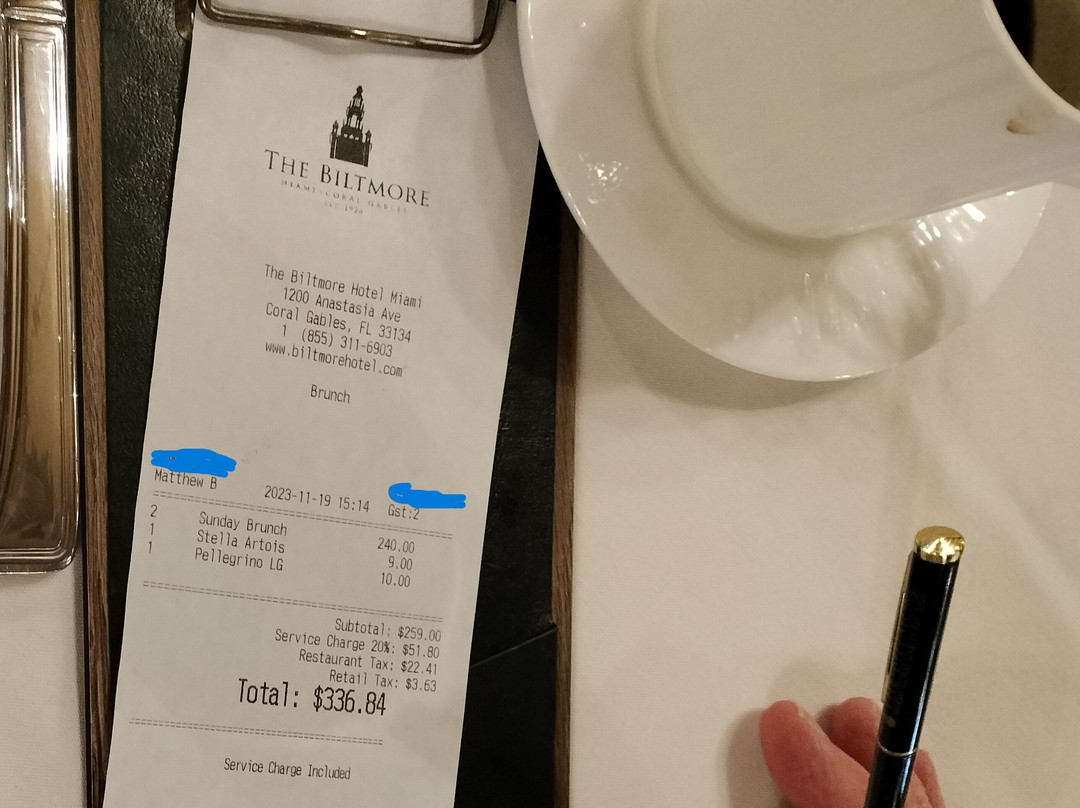 THE BILTMORE
MIAMI - CORAL GABLES
EST. 1926
The Biltmore Hotel Miami
1200 Anastasia Ave
Coral Gables, FL 33134
1 (855) 311-6903
www.biltmorehotel.com
Brunch
Matthew B
2023-11-19 15:14 Gst:2
2 Sunday Brunch 240.00
1 Stella Artois 9.00
1 Pellegrino LG 10.00
Subtotal: $259.00
Service Charge 20%: $51.80
Restaurant Tax: $22.41
Retail Tax: $3.63
Total: $336.84
Service Charge Included